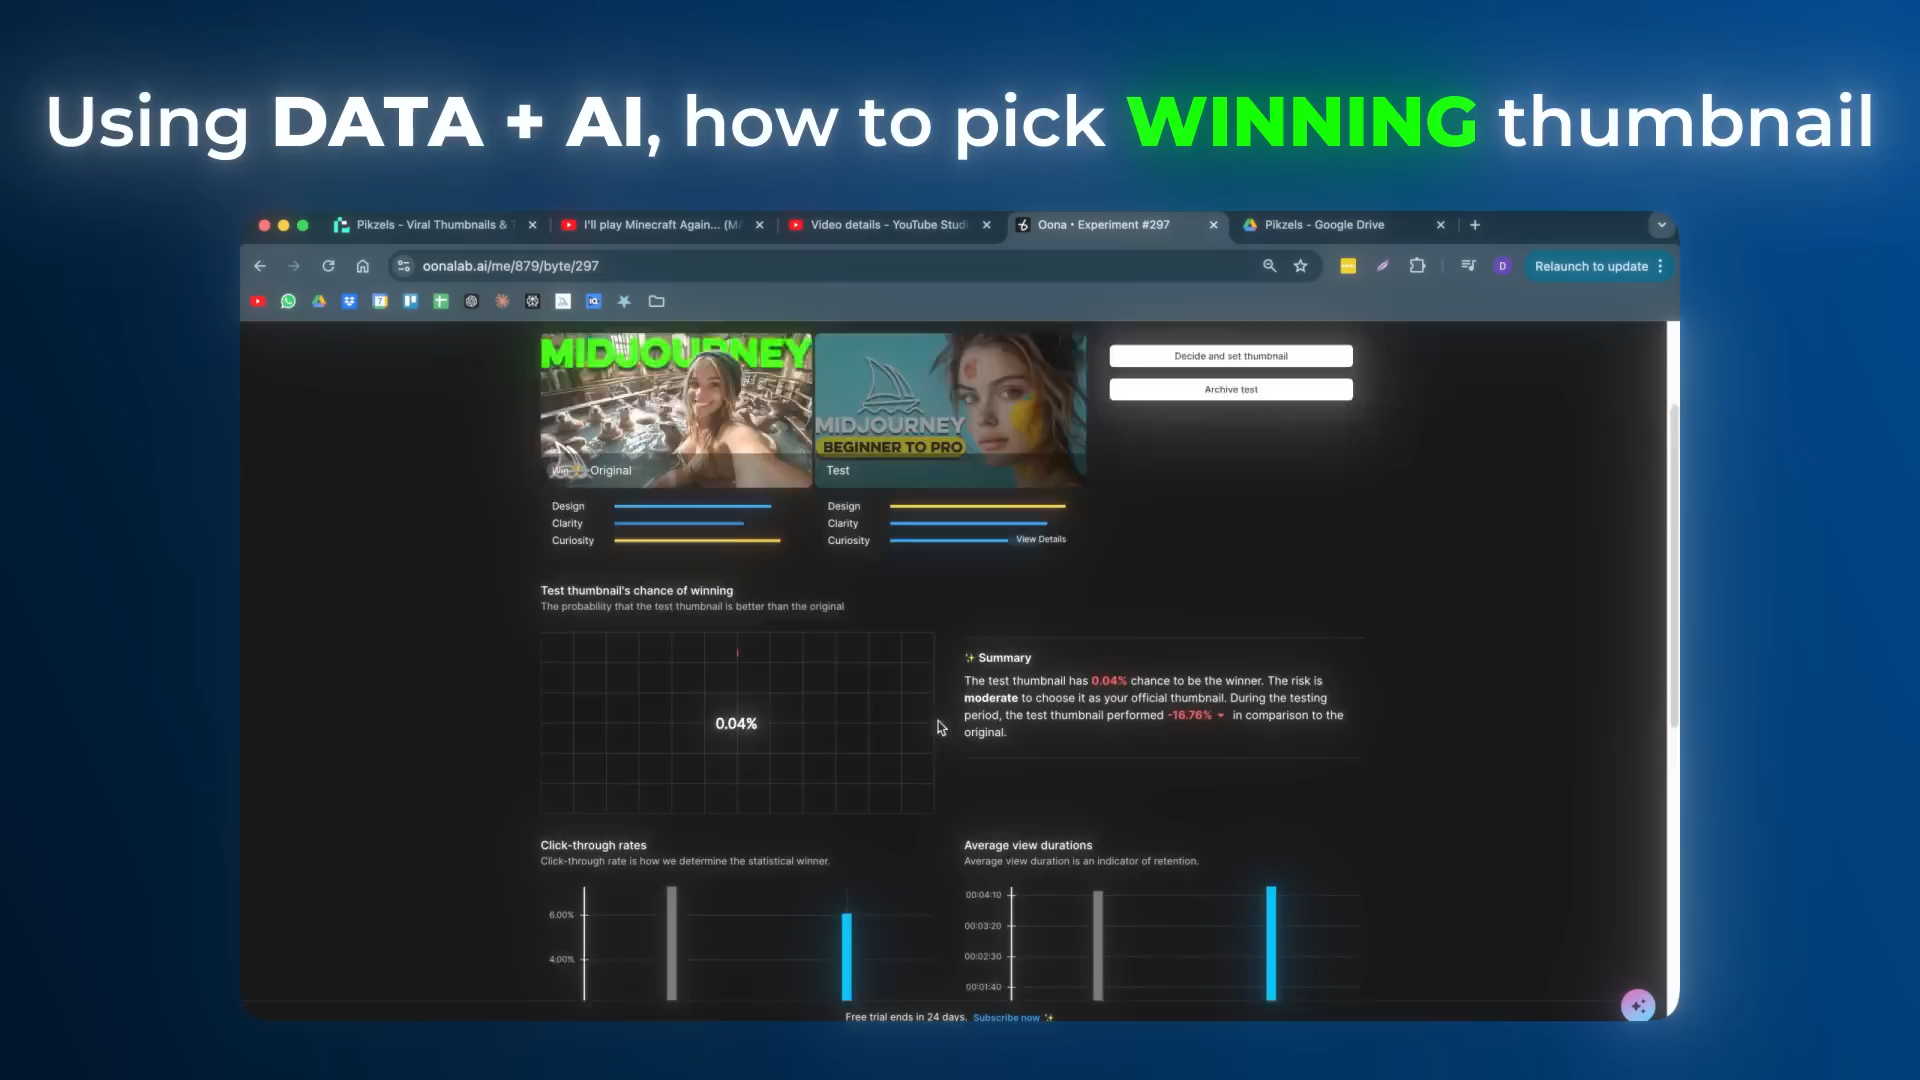 Using DATA + AI, how to pick WINNING thumbnail
Pikzels - Viral Thumbnails & T
I'll play Minecraft Again... (MA
Video details - YouTube Studi
Oona • Experiment #297
Pikzels - Google Drive
oonalab.ai/me/879/byte/297
D
Relaunch to update
7
IQ
MIDJOURNEY
Win
Original
MIDJOURNEY
BEGINNER TO PRO
Test
Decide and set thumbnail
Archive test
Design
Clarity
Curiosity
Design
Clarity
Curiosity
View Details
Test thumbnail's chance of winning
The probability that the test thumbnail is better than the original
0.04%
Summary
The test thumbnail has 0.04% chance to be the winner. The risk is
moderate to choose it as your official thumbnail. During the testing
period, the test thumbnail performed -16.76% in comparison to the
original.
Click-through rates
Click-through rate is how we determine the statistical winner.
6.00%
4.00%
Average view durations
Average view duration is an indicator of retention.
00:04:10
00:03:20
00:02:30
00:01:40
Free trial ends in 24 days. Subscribe now